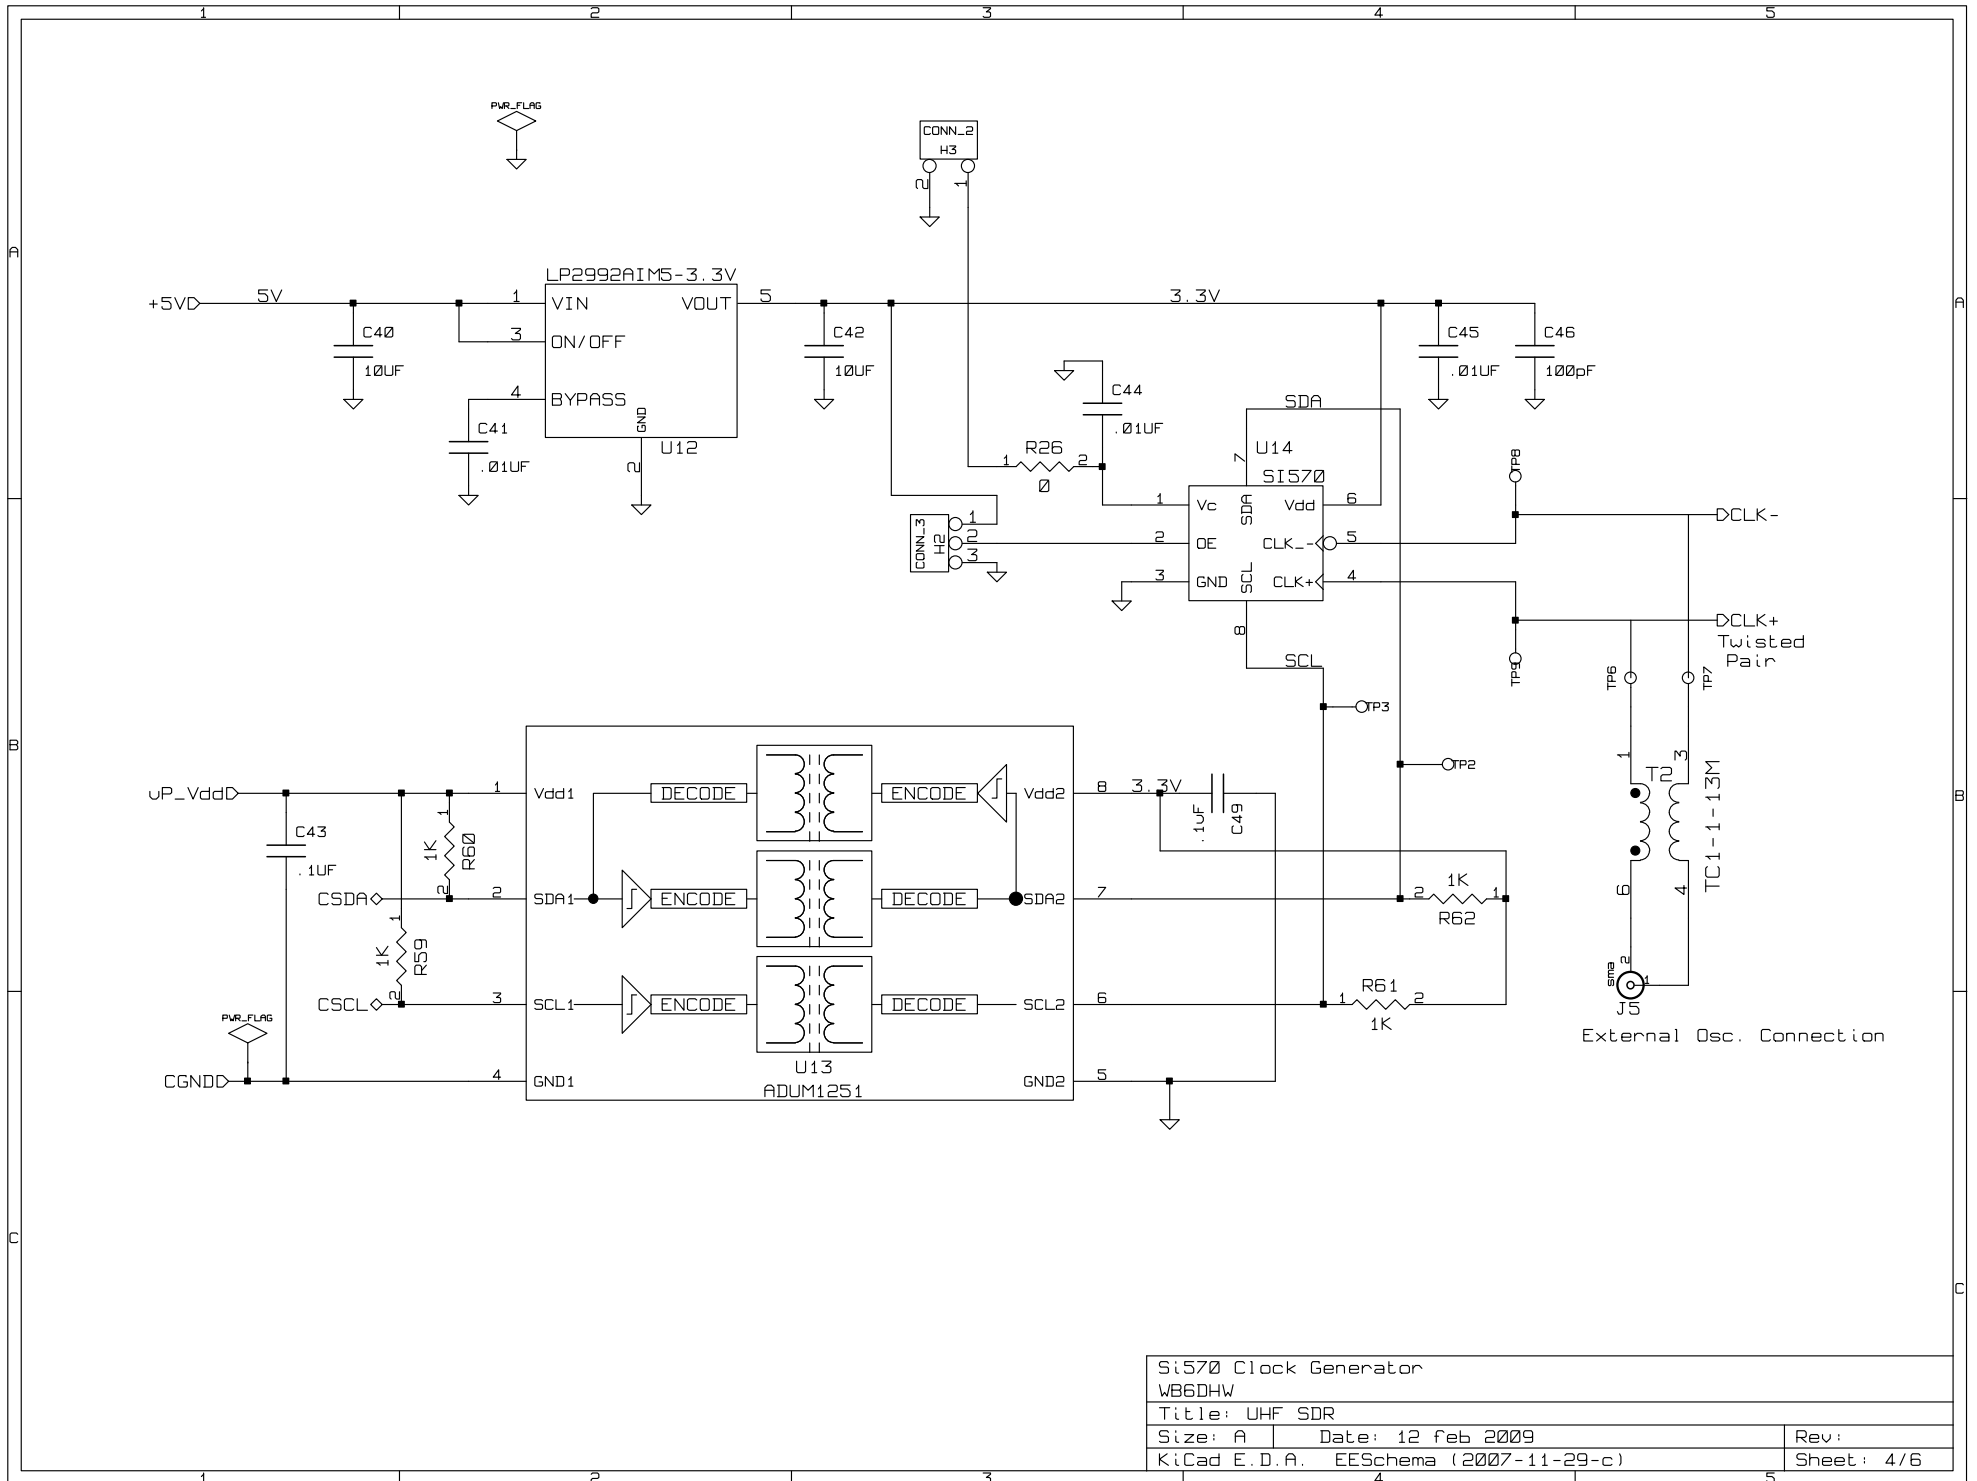 1 2 3 4 5
A
B
C
A
B
C
PWR_FLAG
CONN_2
H3
2 1
LP2992AIM5-3.3V
+5V
5V
1 VIN
VOUT 5
3 ON/OFF
4 BYPASS
GND
2
U12
C40
10UF
C41
.01UF
C42
10UF
3.3V
C45
.01UF
C46
100pF
C44
.01UF
R26
1 2
0
SDA
7
U14
SI570
1 Vc
SDA
Vdd 6
2 OE
CLK_- 5
3 GND
SCL
CLK+ 4
8
SCL
CONN_3
H2
1
2
3
TP8
CLK-
CLK+
Twisted
Pair
TP9
TP6
TP7
TP3
TP2
1
3
T2
TC1-1-13M
6
4
sma
2
1
J5
External Osc. Connection
uP_Vdd
C43
.1UF
1
1K
R60
2
CSDA
1
1K
R59
2
CSCL
PWR_FLAG
CGND
1 Vdd1
DECODE
ENCODE
Vdd2 8
3.3V
.1uF
C49
2 SDA1
ENCODE
DECODE
SDA2 7
1K
2 1
R62
3 SCL1
ENCODE
DECODE
SCL2 6
R61
1 2
1K
U13
4 GND1
GND2 5
ADUM1251
Si570 Clock Generator
WB6DHW
Title: UHF SDR
Size: A Date: 12 feb 2009 Rev:
KiCad E.D.A. EESchema (2007-11-29-c) Sheet: 4/6
1 2 3 4 5